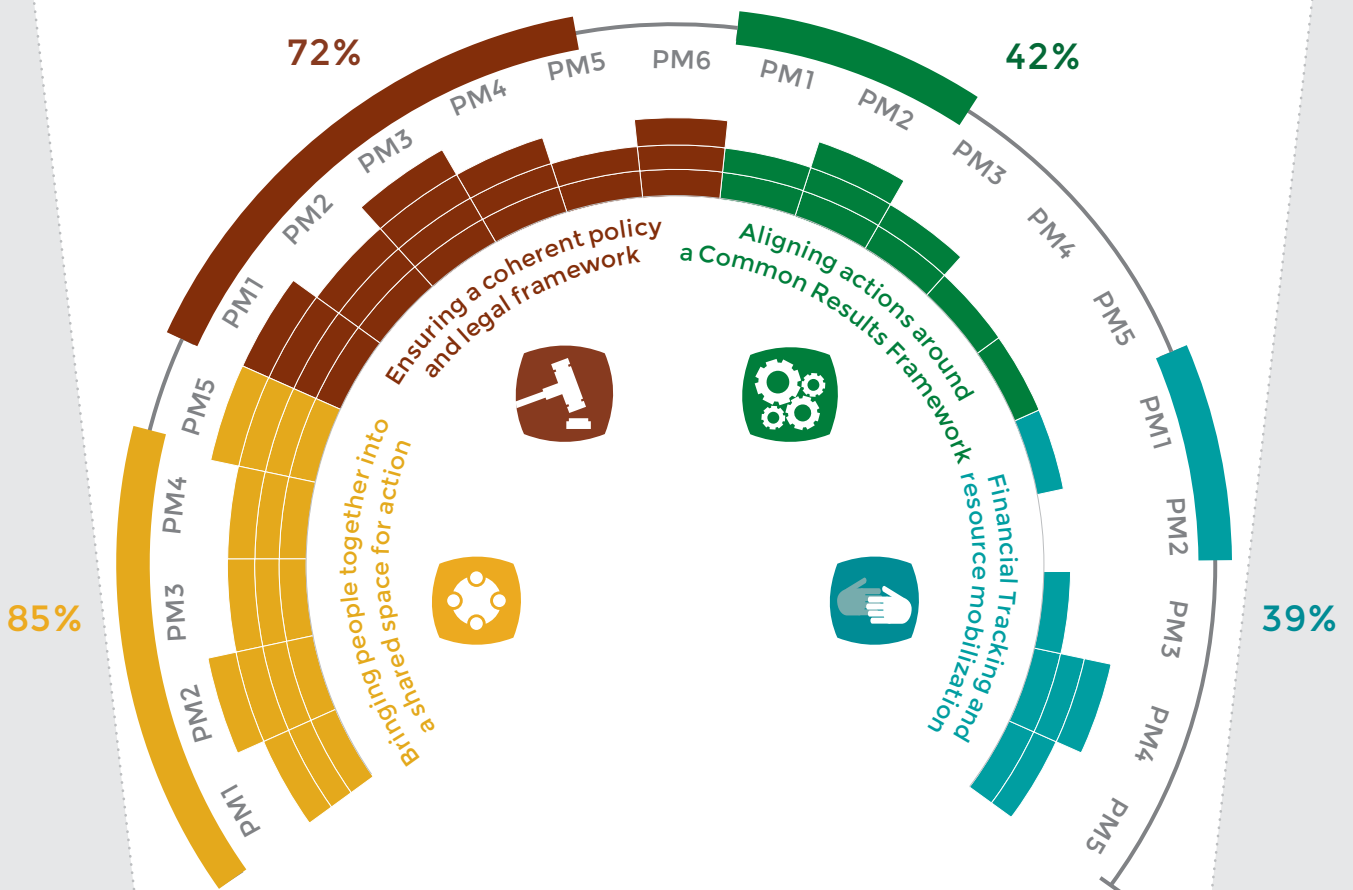 72%
42%
85%
39%
PM1
PM2
PM3
PM4
PM5
PM1
PM2
PM3
PM4
PM5
PM6
PM1
PM2
PM3
PM4
PM5
PM1
PM2
PM3
PM4
PM5
Bringing people together into
a shared space for action
Ensuring a coherent policy
and legal framework
Aligning actions around
a Common Results Framework
Financial Tracking and
resource mobilization